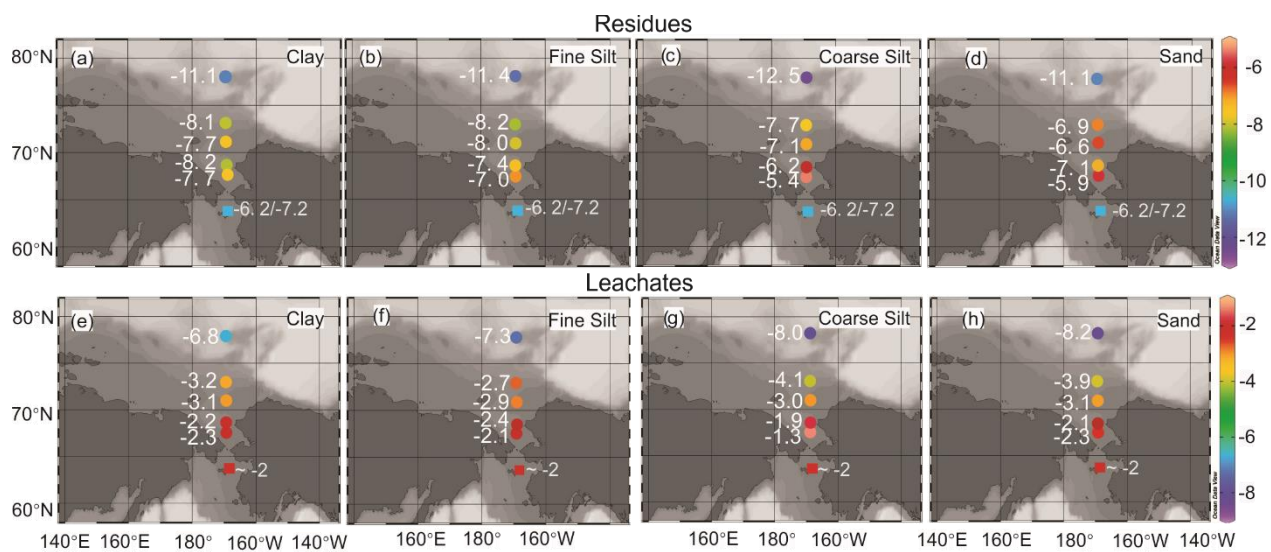 Residues
80°N
70°N
60°N
(a) Clay
-11.1
-8.1
-7.7
-8.2
-7.7
-6. 2/-7.2
(b) Fine Silt
-11.4
-8.2
-8.0
-7.4
-7.0
-6. 2/-7.2
(c) Coarse Silt
-12.5
-7.7
-7.1
-6.2
-5.4
-6. 2/-7.2
(d) Sand
-11.1
-6.9
-6.6
-7.1
-5.9
-6. 2/-7.2
Ocean Data View
-6
-8
-10
-12
Leachates
80°N
70°N
60°N
(e) Clay
-6.8
-3.2
-3.1
-2.2
-2.3
~ -2
(f) Fine Silt
-7.3
-2.7
-2.9
-2.4
-2.1
~ -2
(g) Coarse Silt
-8.0
-4.1
-3.0
-1.9
-1.3
~ -2
(h) Sand
-8.2
-3.9
-3.1
-2.1
-2.3
~ -2
Ocean Data View
-2
-4
-6
-8
140°E 180° 160°W 140°E 180° 160°W 160°E 180° 160°W 160°E 180° 160°W